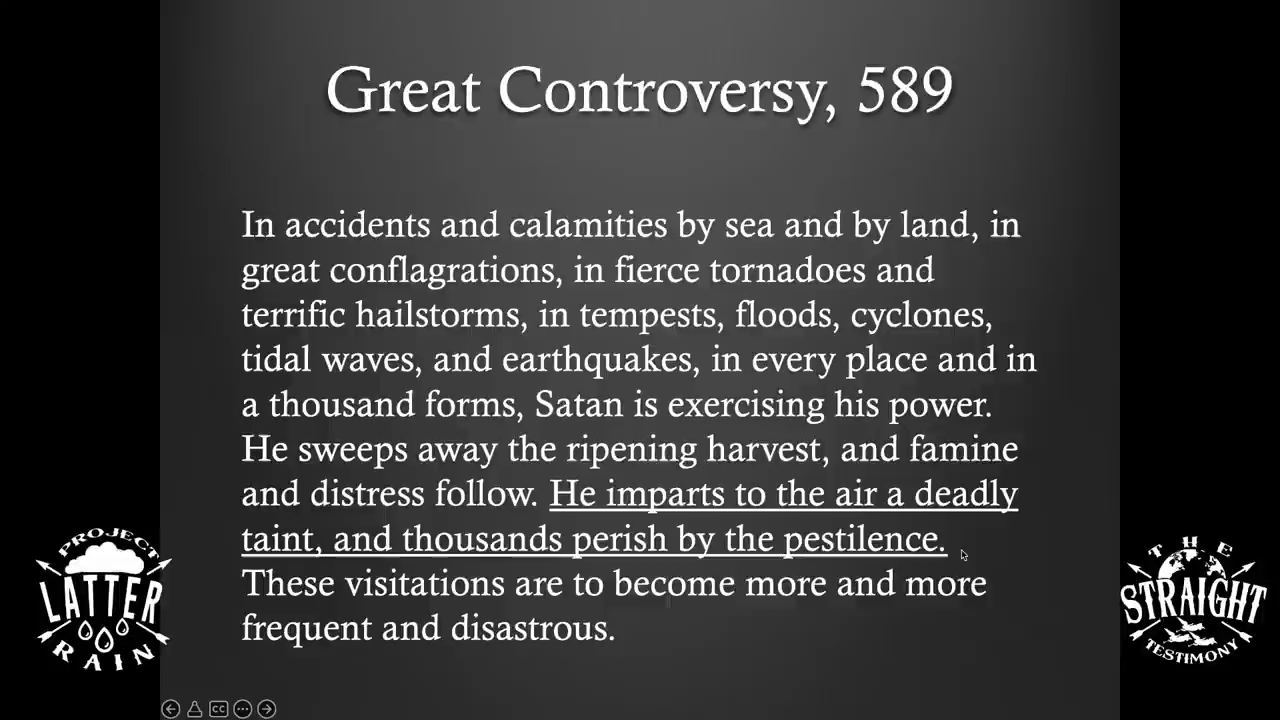 Great Controversy, 589
In accidents and calamities by sea and by land, in
great conflagrations, in fierce tornadoes and
terrific hailstorms, in tempests, floods, cyclones,
tidal waves, and earthquakes, in every place and in
a thousand forms, Satan is exercising his power.
He sweeps away the ripening harvest, and famine
and distress follow. He imparts to the air a deadly
taint, and thousands perish by the pestilence.
These visitations are to become more and more
frequent and disastrous.
PROJECT
LATTER
RAIN
THE
STRAIGHT
TESTIMONY
CC